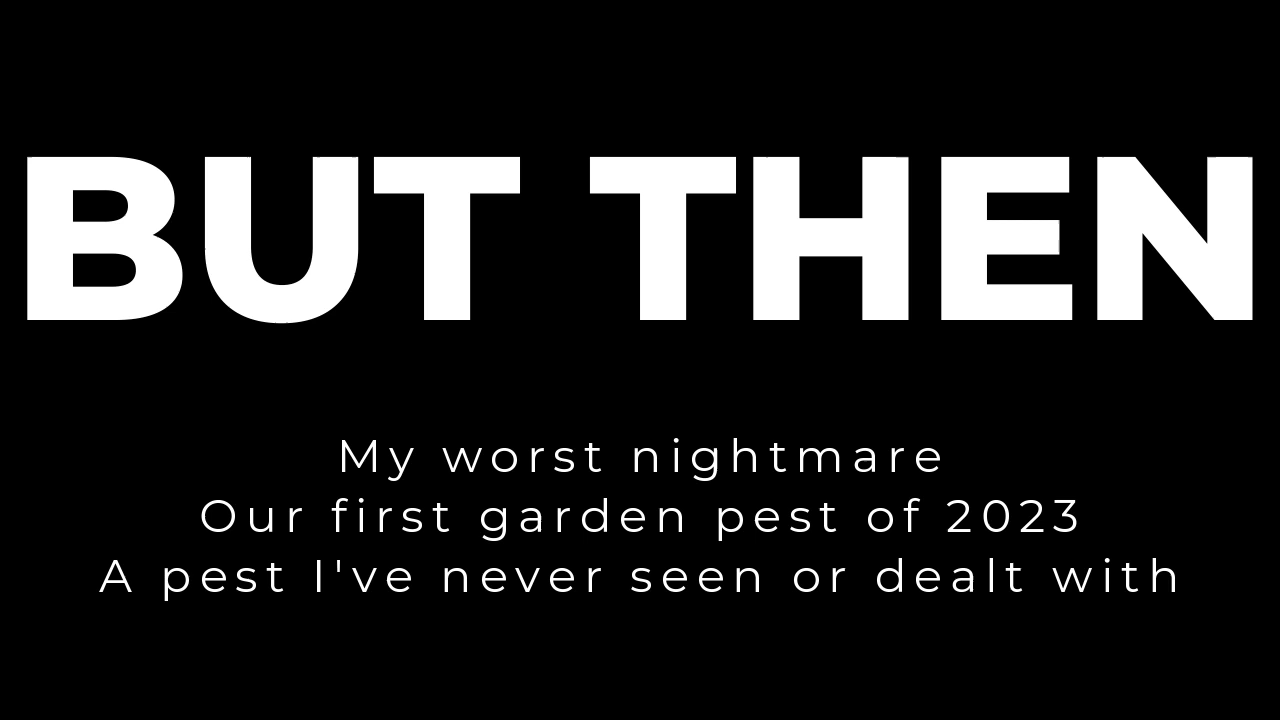 BUT THEN
My worst nightmare
Our first garden pest of 2023
A pest I've never seen or dealt with